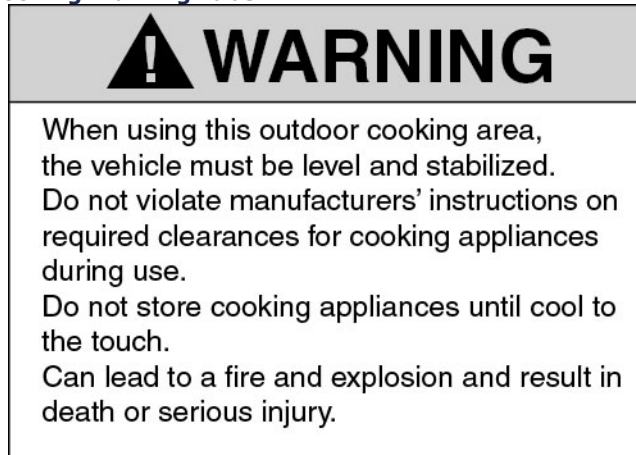 WARNING
When using this outdoor cooking area,
the vehicle must be level and stabilized.
Do not violate manufacturers' instructions on
required clearances for cooking appliances
during use.
Do not store cooking appliances until cool to
the touch.
Can lead to a fire and explosion and result in
death or serious injury.